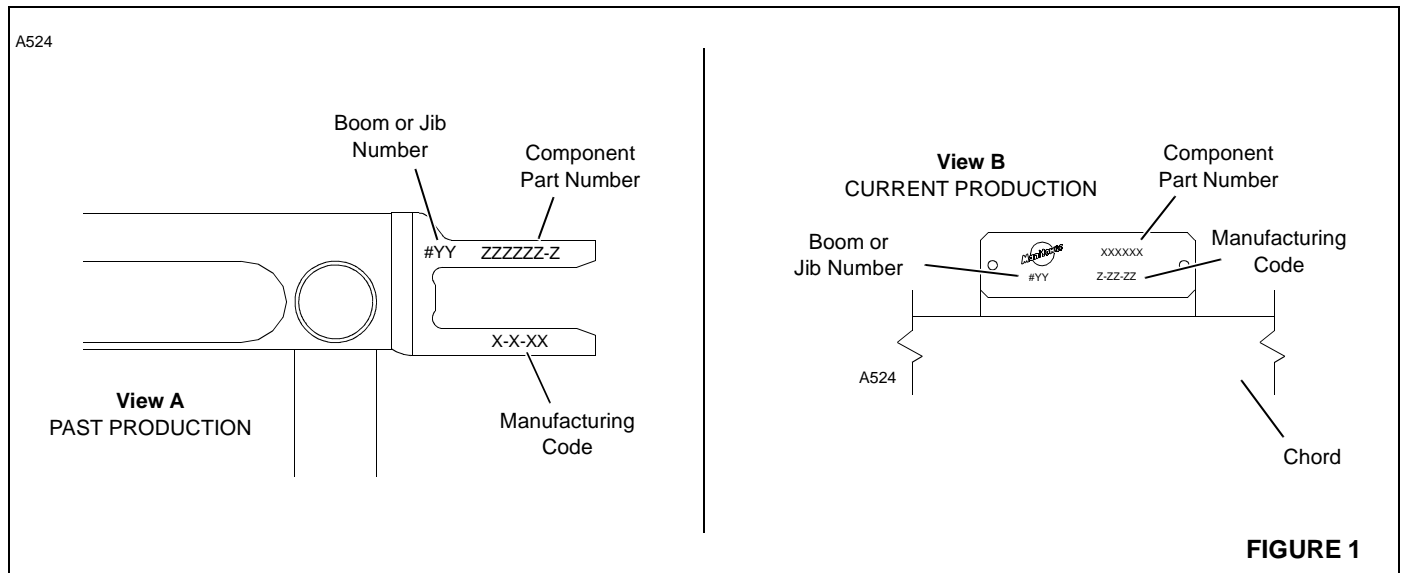 A524
Boom or Jib
Number
Component
Part Number
#YY ZZZZZZ-Z
X-X-XX
View A
PAST PRODUCTION
Manufacturing
Code
View B
CURRENT PRODUCTION
Component
Part Number
Boom or
Jib Number
Manufacturing
Code
Manitowoc
XXXXXX
#YY
Z-ZZ-ZZ
A524
Chord
FIGURE 1